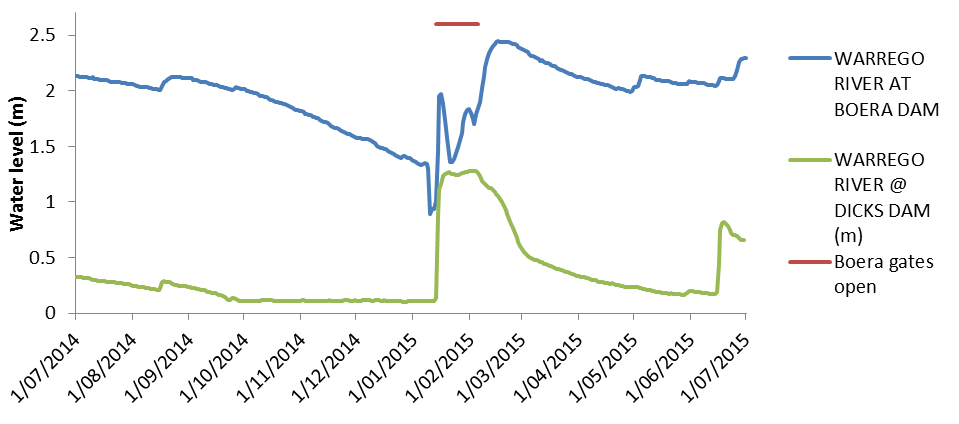 2.5
2
1.5
1
0.5
0
Water level (m)
1/07/2014
1/08/2014
1/09/2014
1/10/2014
1/11/2014
1/12/2014
1/01/2015
1/02/2015
1/03/2015
1/04/2015
1/05/2015
1/06/2015
1/07/2015
WARREGO
RIVER AT
BOERA DAM
WARREGO
RIVER @
DICKS DAM
(m)
Boera gates
open